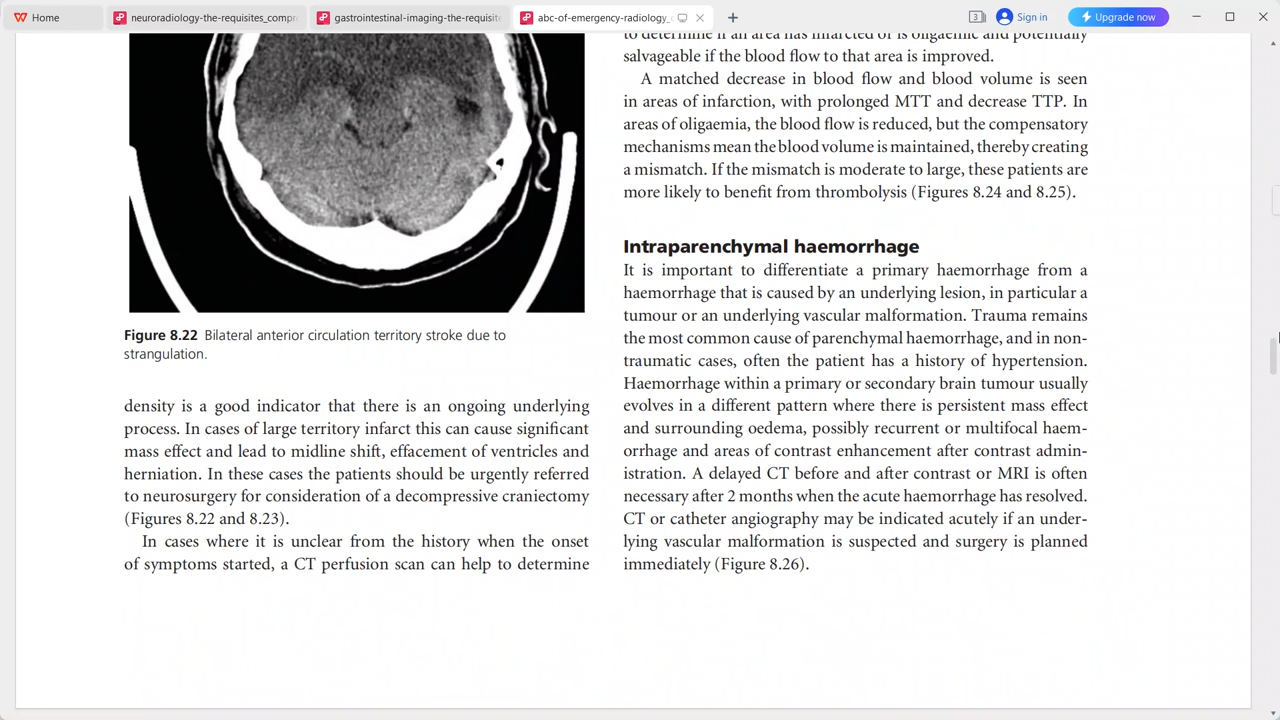 Home
neuroradiology-the-requisites_compr
gastrointestinal-imaging-the-requisite
abc-of-emergency-radiology_
3
Sign in
Upgrade now
Figure 8.22 Bilateral anterior circulation territory stroke due to
strangulation.
density is a good indicator that there is an ongoing underlying
process. In cases of large territory infarct this can cause significant
mass effect and lead to midline shift, effacement of ventricles and
herniation. In these cases the patients should be urgently referred
to neurosurgery for consideration of a decompressive craniectomy
(Figures 8.22 and 8.23).
In cases where it is unclear from the history when the onset
of symptoms started, a CT perfusion scan can help to determine
to determine if an area has infarcted or is oligaemic and potentially
salvageable if the blood flow to that area is improved.
A matched decrease in blood flow and blood volume is seen
in areas of infarction, with prolonged MTT and decrease TTP. In
areas of oligaemia, the blood flow is reduced, but the compensatory
mechanisms mean the blood volume is maintained, thereby creating
a mismatch. If the mismatch is moderate to large, these patients are
more likely to benefit from thrombolysis (Figures 8.24 and 8.25).
Intraparenchymal haemorrhage
It is important to differentiate a primary haemorrhage from a
haemorrhage that is caused by an underlying lesion, in particular a
tumour or an underlying vascular malformation. Trauma remains
the most common cause of parenchymal haemorrhage, and in non-
traumatic cases, often the patient has a history of hypertension.
Haemorrhage within a primary or secondary brain tumour usually
evolves in a different pattern where there is persistent mass effect
and surrounding oedema, possibly recurrent or multifocal haem-
orrhage and areas of contrast enhancement after contrast admin-
istration. A delayed CT before and after contrast or MRI is often
necessary after 2 months when the acute haemorrhage has resolved.
CT or catheter angiography may be indicated acutely if an under-
lying vascular malformation is suspected and surgery is planned
immediately (Figure 8.26).